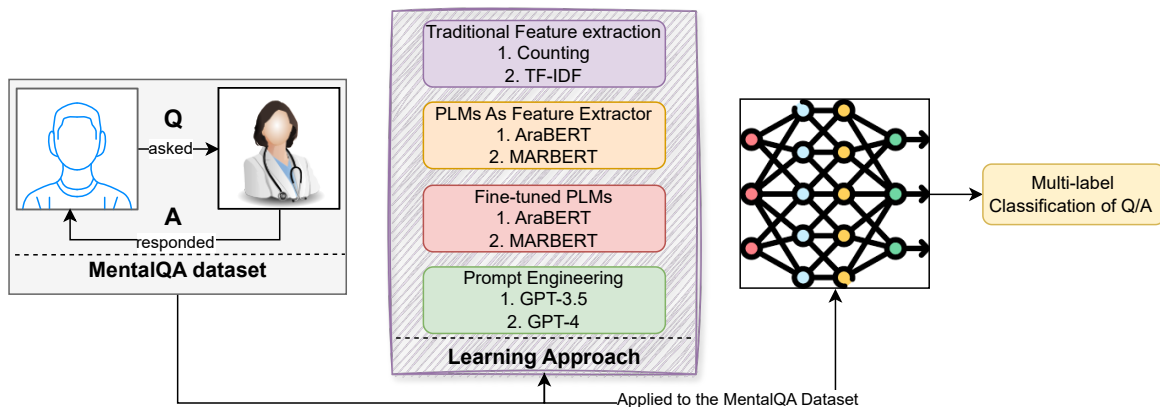 Q
asked
A
responded
MentalQA dataset
Traditional Feature extraction
1. Counting
2. TF-IDF
PLMs As Feature Extractor
1. AraBERT
2. MARBERT
Fine-tuned PLMs
1. AraBERT
2. MARBERT
Prompt Engineering
1. GPT-3.5
2. GPT-4
Learning Approach
Applied to the MentalQA Dataset
Multi-label
Classification of Q/A